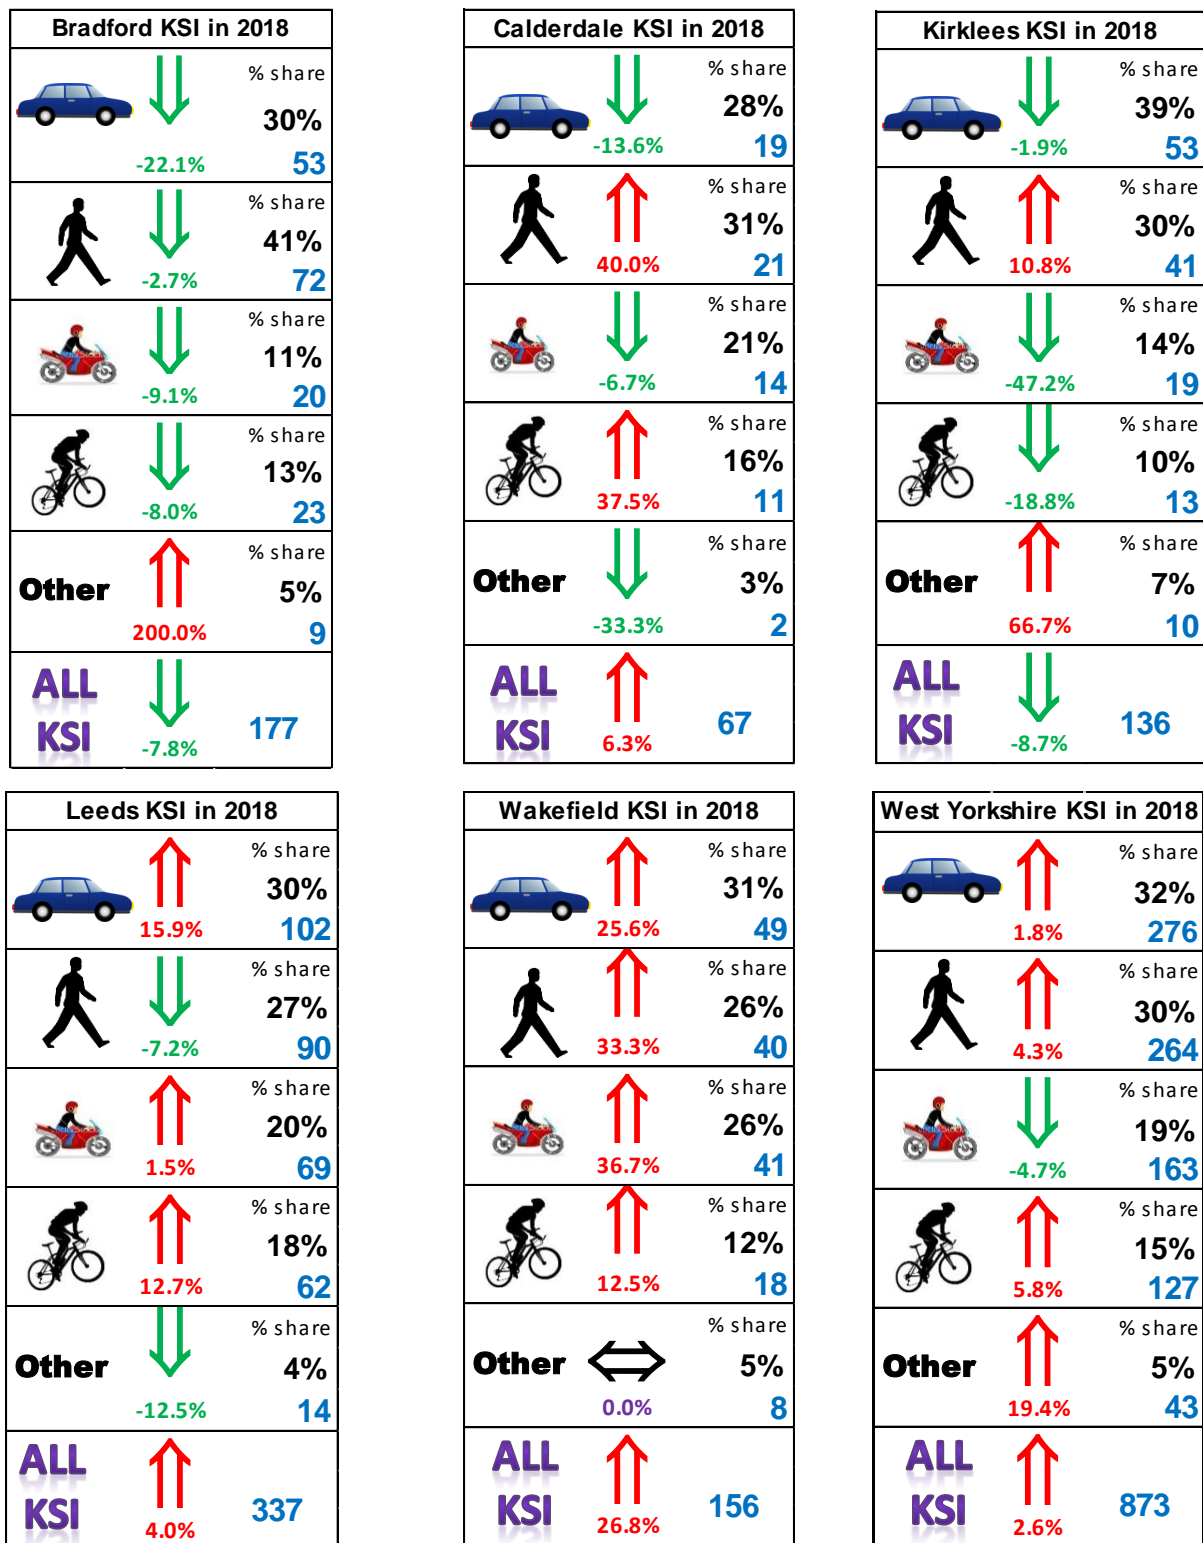 Bradford KSI in 2018
% share
30%
-22.1%
53
% share
41%
-2.7%
72
% share
11%
-9.1%
20
% share
13%
-8.0%
23
% share
Other
5%
200.0%
9
ALL
KSI
177
-7.8%
Calderdale KSI in 2018
% share
28%
-13.6%
19
% share
31%
40.0%
21
% share
21%
-6.7%
14
% share
16%
37.5%
11
% share
Other
3%
-33.3%
2
ALL
KSI
67
6.3%
Kirklees KSI in 2018
% share
39%
-1.9%
53
% share
30%
10.8%
41
% share
14%
-47.2%
19
% share
10%
-18.8%
13
% share
Other
7%
66.7%
10
ALL
KSI
136
-8.7%
Leeds KSI in 2018
% share
30%
15.9%
102
% share
27%
-7.2%
90
% share
20%
1.5%
69
% share
18%
12.7%
62
% share
Other
4%
-12.5%
14
ALL
KSI
337
4.0%
Wakefield KSI in 2018
% share
31%
25.6%
49
% share
26%
33.3%
40
% share
26%
36.7%
41
% share
12%
12.5%
18
% share
Other
5%
0.0%
8
ALL
KSI
156
26.8%
West Yorkshire KSI in 2018
% share
32%
1.8%
276
% share
30%
4.3%
264
% share
19%
-4.7%
163
% share
15%
5.8%
127
% share
Other
5%
19.4%
43
ALL
KSI
873
2.6%